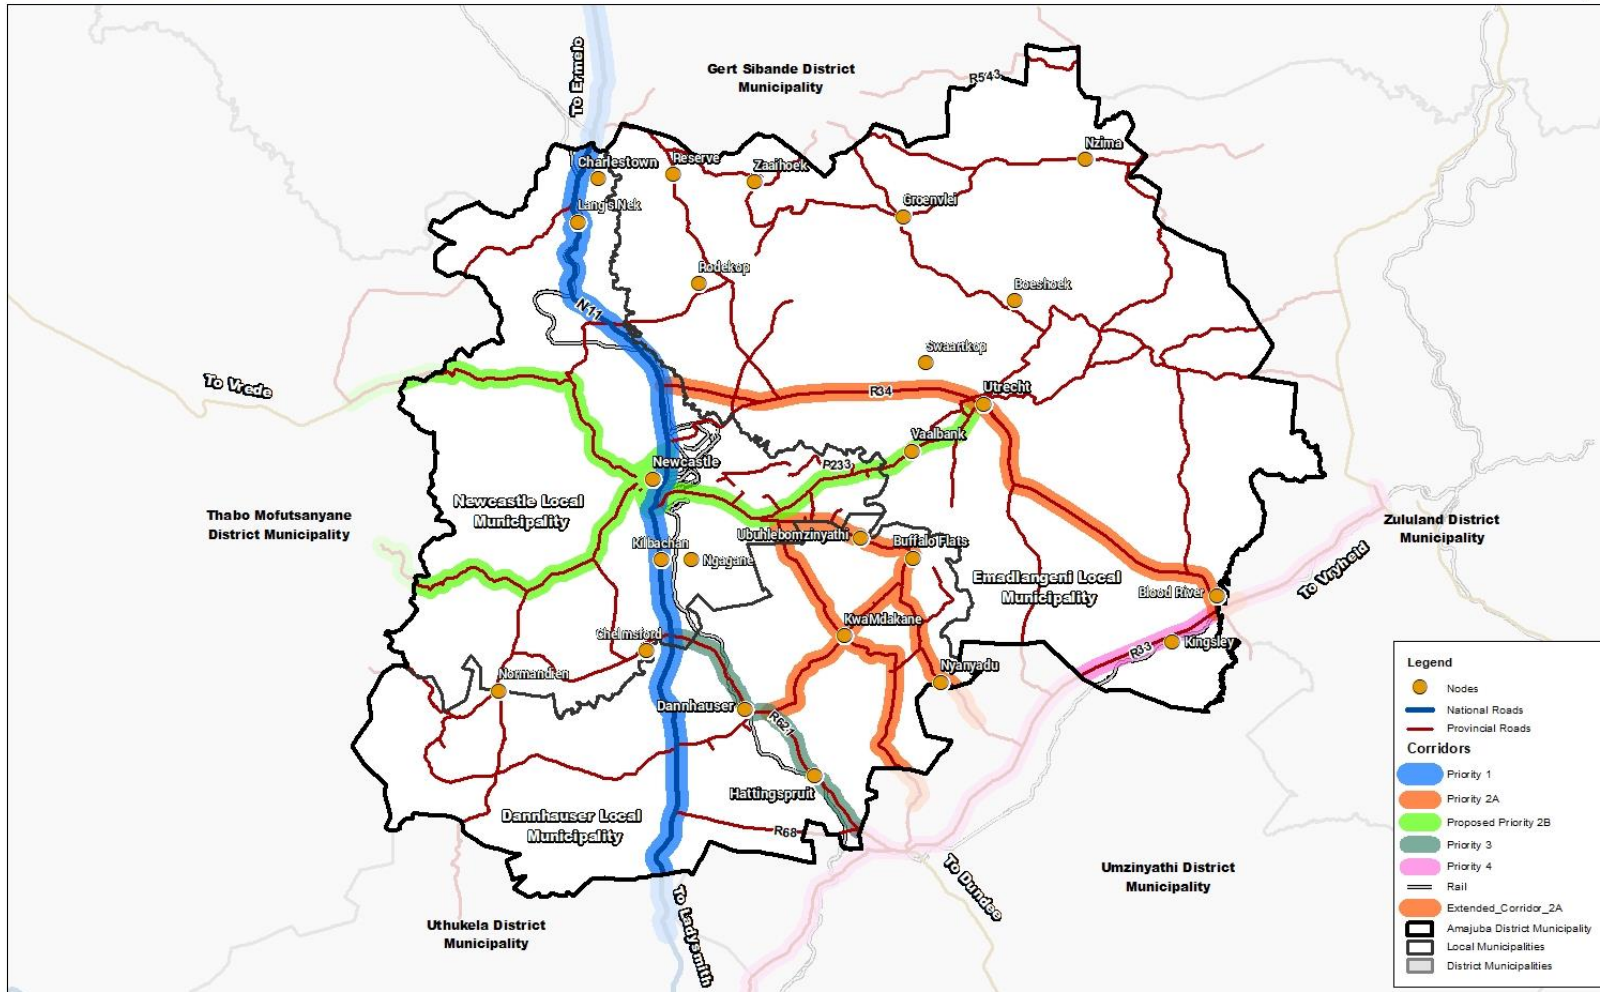 To Ermelo
Gert Sibande District
Municipality
R543
Nzima
Charlestown
Reserve
Zaaihoek
Lang's Nek
Groenvlei
Rodekop
Boeshoek
N11
Swaartkop
To Vrede
R34
Utrecht
Vaalbank
P233
Newcastle
Newcastle Local
Municipality
Thabo Mofutsanyane
District Municipality
Zululand District
Municipality
Ubuhlebomzinyathi
Buffalo Flats
Kilbachan
Ngagane
Emadlangeni Local
Municipality
Blood River
To Vryheid
KwaMdakane
Chelmsford
R33
Kingsley
Normandien
Nyanyadu
Dannhauser
R621
Hattingspruit
Dannhauser Local
Municipality
R68
To Dundee
Umzinyathi District
Municipality
To Ladysmith
Uthukela District
Municipality
Legend
Nodes
National Roads
Provincial Roads
Corridors
Priority 1
Priority 2A
Proposed Priority 2B
Priority 3
Priority 4
Rail
Extended_Corridor_2A
Amajuba District Municipality
Local Municipalities
District Municipalities